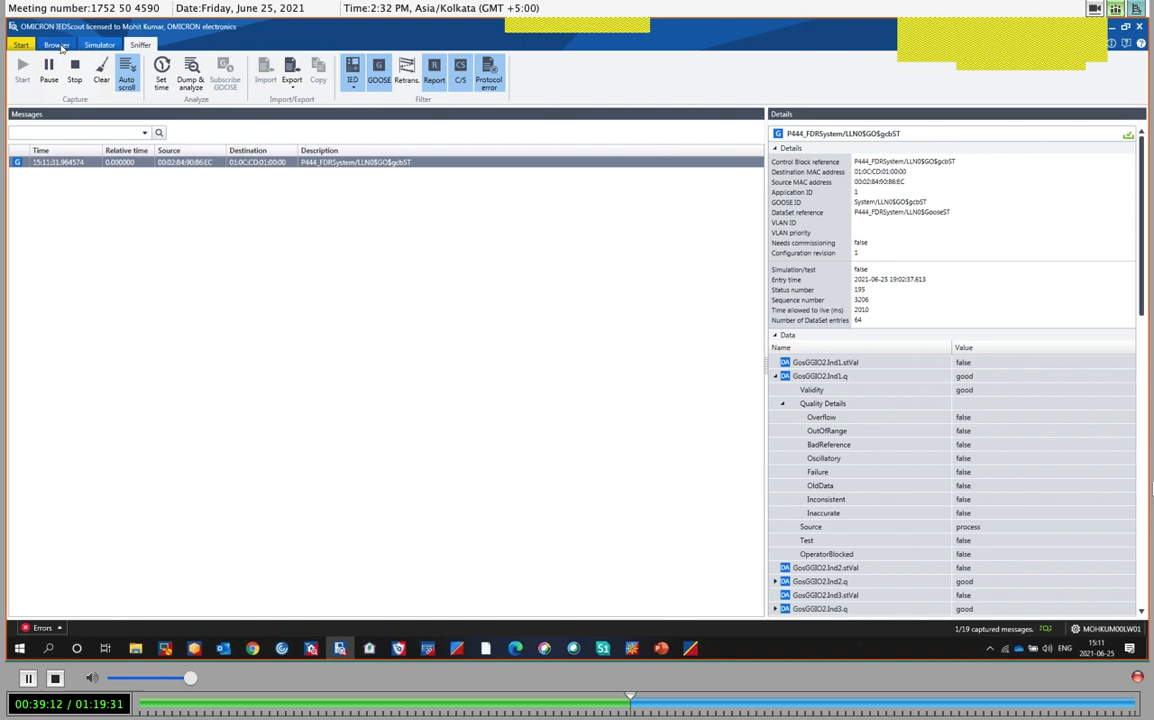 Meeting number:1752 50 4590 Date:Friday, June 25, 2021 Time:2:32 PM, Asia/Kolkata (GMT +5:00)
OMICRON IEDScout licensed to Mohit Kumar, OMICRON electronics
Start Browser Simulator Sniffer
Start Pause Stop Clear Auto scroll Set time Dump & analyze Subscribe GOOSE Import Export Copy IED GOOSE Retrans. Report C/S Protocol error
Capture Analyze Import/Export Filter
Messages Details
G P444_FDRSystem/LLN0$GO$gcbST
Time Relative time Source Destination Description
G 15:11:31.964574 0.000000 00:02:84:90:86:EC 01:0C:CD:01:00:00 P444_FDRSystem/LLN0$GO$gcbST
Details
Control Block reference P444_FDRSystem/LLN0$GO$gcbST
Destination MAC address 01:0C:CD:01:00:00
Source MAC address 00:02:84:90:86:EC
Application ID 1
GOOSE ID System/LLN0$GO$gcbST
DataSet reference P444_FDRSystem/LLN0$GooseST
VLAN ID
VLAN priority
Needs commissioning false
Configuration revision 1
Simulation/test false
Entry time 2021-06-25 19:02:37.613
Status number 195
Sequence number 3206
Time allowed to live (ms) 2010
Number of DataSet entries 64
Data
Name Value
DA GosGGIO2.Ind1.stVal false
DA GosGGIO2.Ind1.q good
Validity good
Quality Details
Overflow false
OutOfRange false
BadReference false
Oscillatory false
Failure false
OldData false
Inconsistent false
Inaccurate false
Source process
Test false
OperatorBlocked false
DA GosGGIO2.Ind2.stVal false
DA GosGGIO2.Ind2.q good
DA GosGGIO2.Ind3.stVal false
DA GosGGIO2.Ind3.q good
Errors 1/19 captured messages. MOHKUM00LW01
ENG 15:11
2021-06-25
00:39:12 / 01:19:31